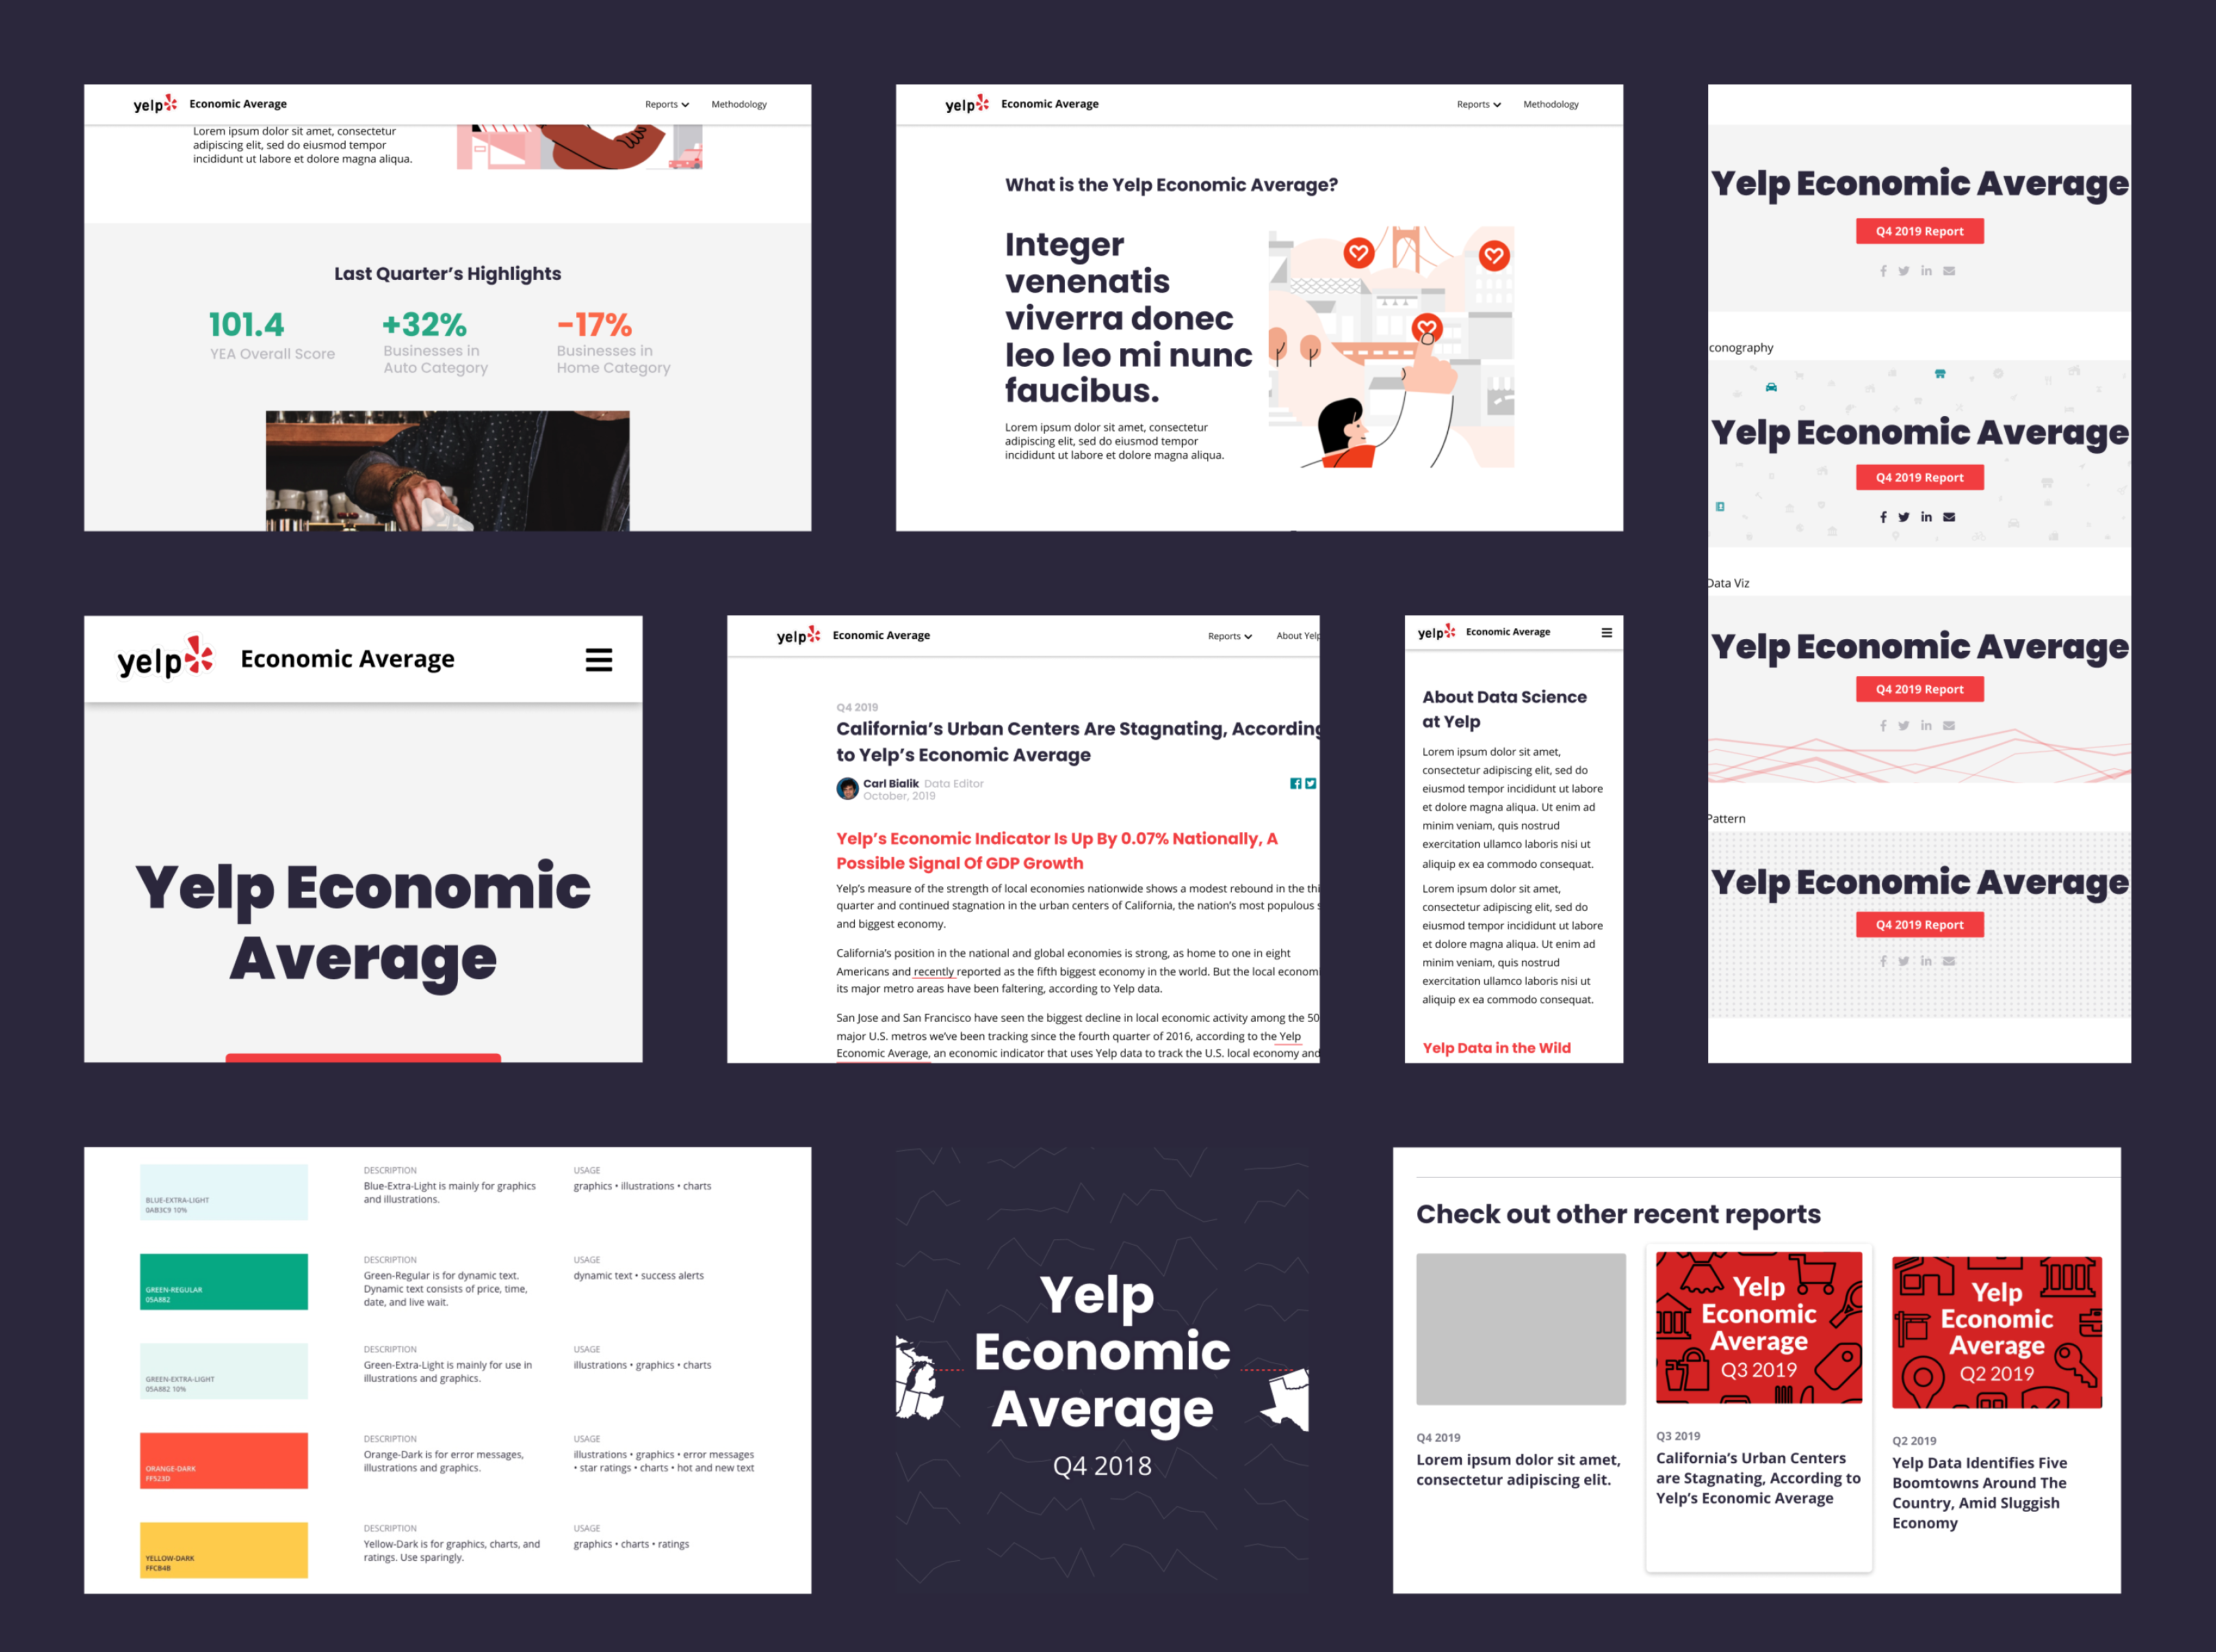 yelp Economic Average Reports Methodology
Lorem ipsum dolor sit amet, consectetur
adipiscing elit, sed do eiusmod tempor
incididunt ut labore et dolore magna aliqua.
Last Quarter's Highlights
101.4
YEA Overall Score
+32%
Businesses in
Auto Category
-17%
Businesses in
Home Category
yelp Economic Average Reports Methodology
What is the Yelp Economic Average?
Integer
venenatis
viverra donec
leo leo mi nunc
faucibus.
Lorem ipsum dolor sit amet, consectetur
adipiscing elit, sed do eiusmod tempor
incididunt ut labore et dolore magna aliqua.
Yelp Economic Average
Q4 2019 Report
conography
Yelp Economic Average
Q4 2019 Report
Data Viz
Yelp Economic Average
Q4 2019 Report
Pattern
Yelp Economic Average
Q4 2019 Report
yelp Economic Average
Yelp Economic
Average
yelp Economic Average Reports About Yelp
Q4 2019
California's Urban Centers Are Stagnating, According
to Yelp's Economic Average
Carl Bialik Data Editor
October, 2019
Yelp's Economic Indicator Is Up By 0.07% Nationally, A
Possible Signal Of GDP Growth
Yelp's measure of the strength of local economies nationwide shows a modest rebound in the thi
quarter and continued stagnation in the urban centers of California, the nation's most populous s
and biggest economy.
California's position in the national and global economies is strong, as home to one in eight
Americans and recently reported as the fifth biggest economy in the world. But the local econom
its major metro areas have been faltering, according to Yelp data.
San Jose and San Francisco have seen the biggest decline in local economic activity among the 50
major U.S. metros we've been tracking since the fourth quarter of 2016, according to the Yelp
Economic Average, an economic indicator that uses Yelp data to track the U.S. local economy and
yelp Economic Average
About Data Science
at Yelp
Lorem ipsum dolor sit amet,
consectetur adipiscing elit, sed do
eiusmod tempor incididunt ut labore
et dolore magna aliqua. Ut enim ad
minim veniam, quis nostrud
exercitation ullamco laboris nisi ut
aliquip ex ea commodo consequat.
Lorem ipsum dolor sit amet,
consectetur adipiscing elit, sed do
eiusmod tempor incididunt ut labore
et dolore magna aliqua. Ut enim ad
minim veniam, quis nostrud
exercitation ullamco laboris nisi ut
aliquip ex ea commodo consequat.
Yelp Data in the Wild
BLUE-EXTRA-LIGHT
0AB3C9 10%
DESCRIPTION
Blue-Extra-Light is mainly for graphics
and illustrations.
USAGE
graphics • illustrations • charts
GREEN-REGULAR
05A882
DESCRIPTION
Green-Regular is for dynamic text.
Dynamic text consists of price, time,
date, and live wait.
USAGE
dynamic text • success alerts
GREEN-EXTRA-LIGHT
05A882 10%
DESCRIPTION
Green-Extra-Light is mainly for use in
illustrations and graphics.
USAGE
illustrations • graphics • charts
ORANGE-DARK
FF523D
DESCRIPTION
Orange-Dark is for error messages,
illustrations and graphics.
USAGE
illustrations • graphics • error messages
• star ratings • charts • hot and new text
YELLOW-DARK
FFCB4B
DESCRIPTION
Yellow-Dark is for graphics, charts, and
ratings. Use sparingly.
USAGE
graphics • charts • ratings
Yelp
Economic
Average
Q4 2018
Check out other recent reports
Q4 2019
Lorem ipsum dolor sit amet,
consectetur adipiscing elit.
Yelp
Economic
Average
Q3 2019
Q3 2019
California's Urban Centers
are Stagnating, According to
Yelp's Economic Average
Yelp
Economic
Average
Q2 2019
Q2 2019
Yelp Data Identifies Five
Boomtowns Around The
Country, Amid Sluggish
Economy